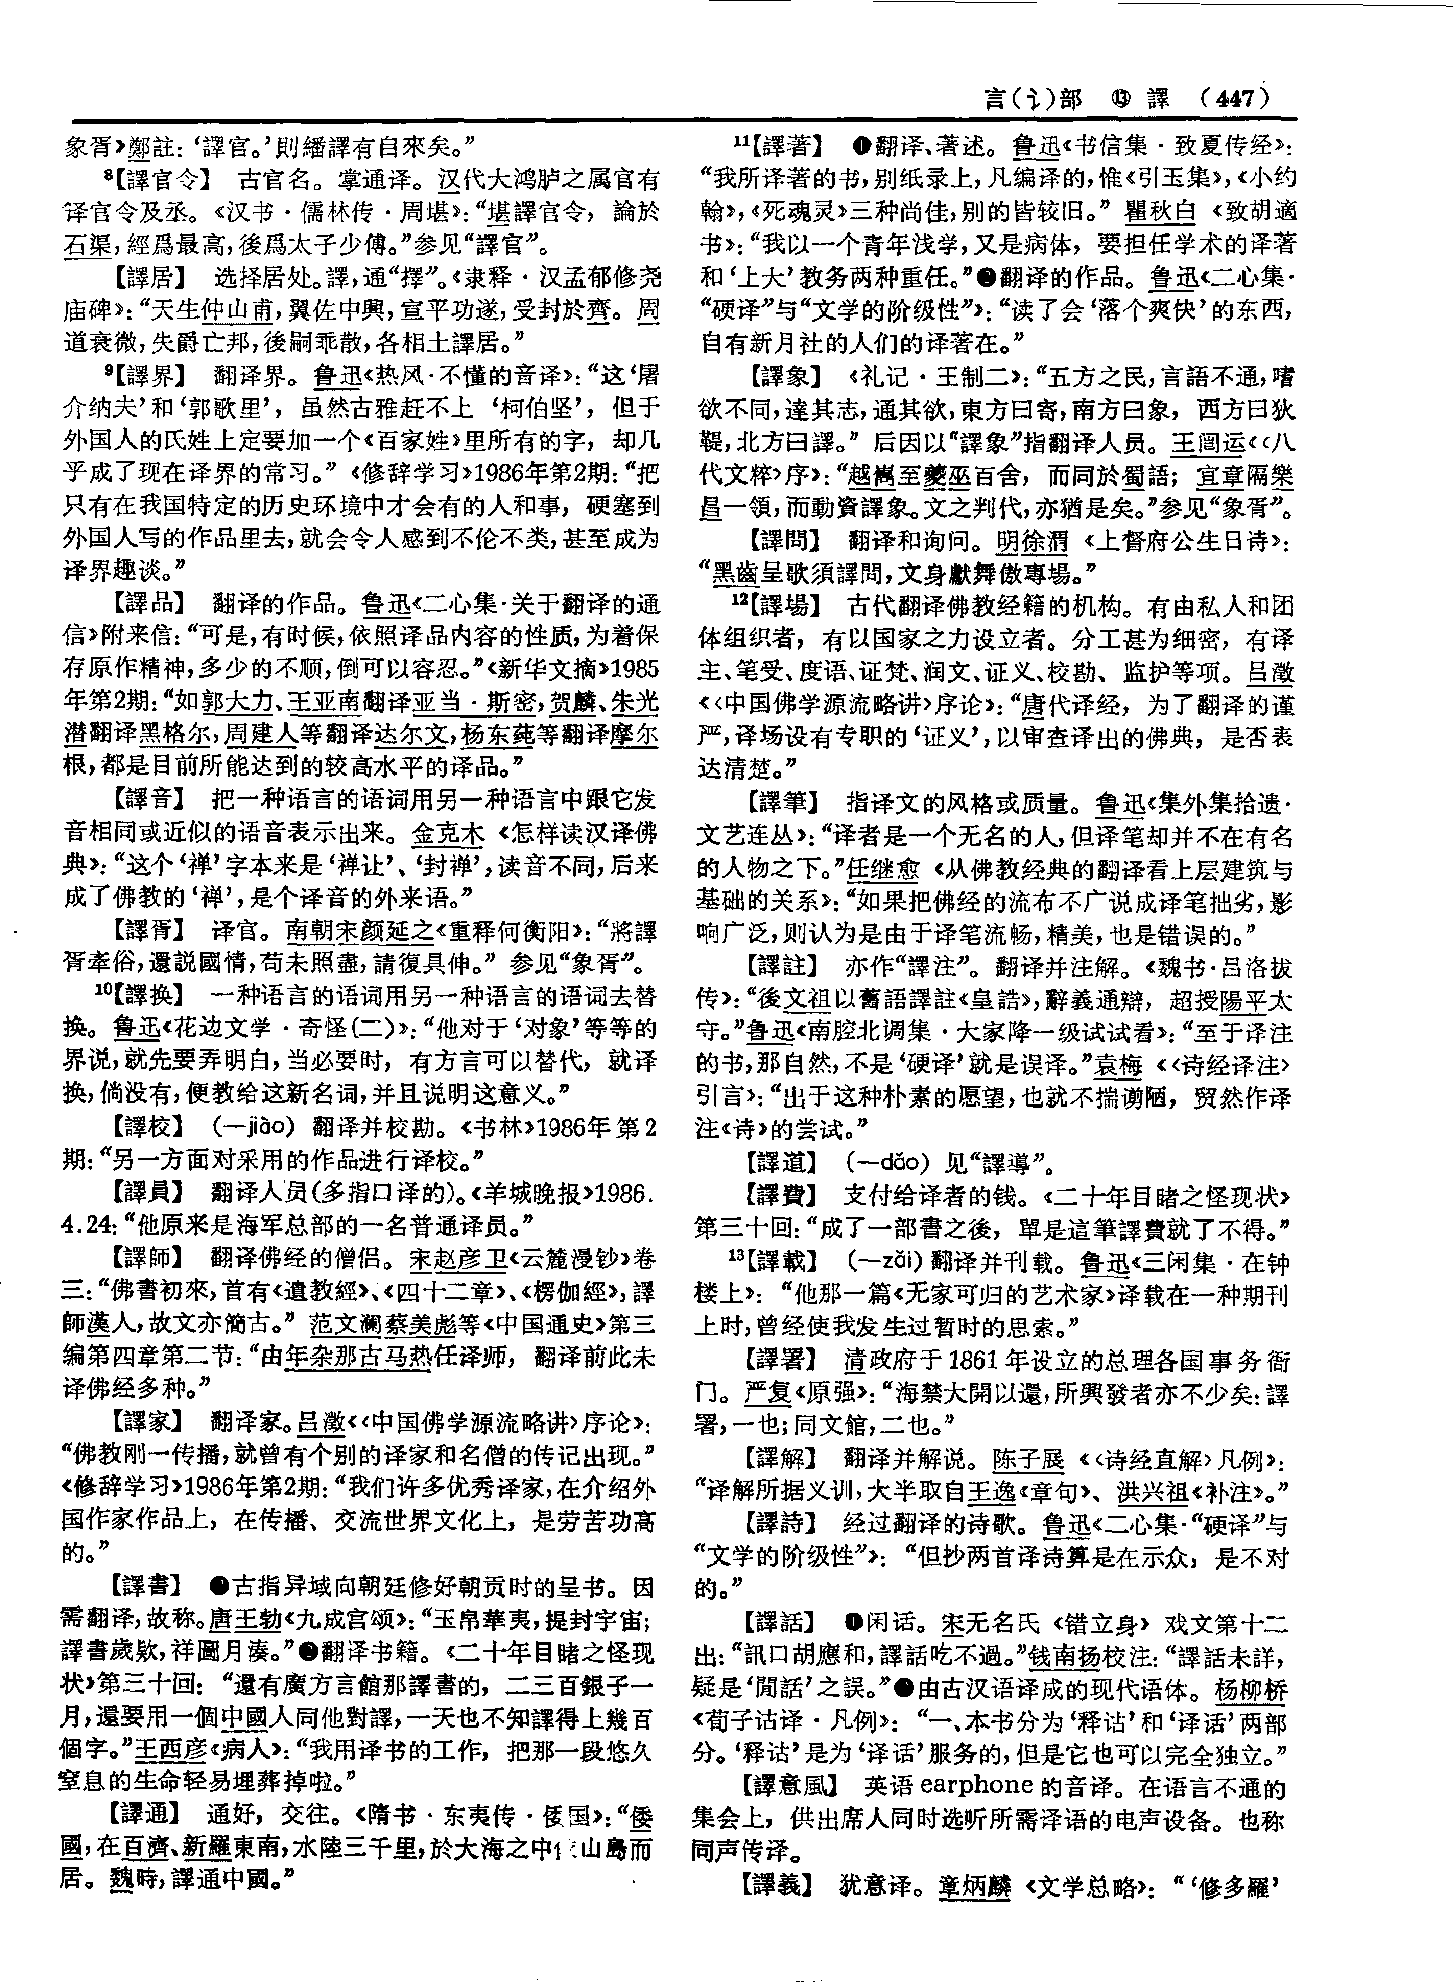 言(讠)部 ⑬ 譯 (447)
象胥》鄭註：‘譯官。’則繙譯有自來矣。”
⁸【譯官令】 古官名。掌通译。汉代大鸿胪之属官有
译官令及丞。《汉书·儒林传·周堪》：“堪譯官令，論於
石渠，經爲最高，後爲太子少傅。”参见“譯官”。
【譯居】 选择居处。譯，通“擇”。《隶释·汉孟郁修尧
庙碑》：“天生仲山甫，翼佐中興，宣平功遂，受封於齊。周
道衰微，失爵亡邦，後嗣乖散，各相土譯居。”
⁹【譯界】 翻译界。鲁迅《热风·不懂的音译》：“这‘屠
介纳夫’和‘郭歌里’，虽然古雅赶不上‘柯伯坚’，但于
外国人的氏姓上定要加一个《百家姓》里所有的字，却几
乎成了现在译界的常习。”《修辞学习》1986年第2期：“把
只有在我国特定的历史环境中才会有的人和事，硬塞到
外国人写的作品里去，就会令人感到不伦不类，甚至成为
译界趣谈。”
【譯品】 翻译的作品。鲁迅《二心集·关于翻译的通
信》附来信：“可是，有时候，依照译品内容的性质，为着保
存原作精神，多少的不顺，倒可以容忍。”《新华文摘》1985
年第2期：“如郭大力、王亚南翻译亚当·斯密，贺麟、朱光
潜翻译黑格尔，周建人等翻译达尔文，杨东莼等翻译摩尔
根，都是目前所能达到的较高水平的译品。”
【譯音】 把一种语言的语词用另一种语言中跟它发
音相同或近似的语音表示出来。金克木《怎样读汉译佛
典》：“这个‘禅’字本来是‘禅让’、‘封禅’，读音不同，后来
成了佛教的‘禅’，是个译音的外来语。”
【譯胥】 译官。南朝宋颜延之《重释何衡阳》：“將譯
胥牽俗，還説國情，苟未照盡，請復具伸。”参见“象胥”。
¹⁰【譯换】 一种语言的语词用另一种语言的语词去替
换。鲁迅《花边文学·奇怪(二)》：“他对于‘对象’等等的
界说，就先要弄明白，当必要时，有方言可以替代，就译
换，倘没有，便教给这新名词，并且说明这意义。”
【譯校】 (—jiào) 翻译并校勘。《书林》1986年第2
期：“另一方面对采用的作品进行译校。”
【譯員】 翻译人员(多指口译的)。《羊城晚报》1986.
4.24：“他原来是海军总部的一名普通译员。”
【譯師】 翻译佛经的僧侣。宋赵彦卫《云麓漫钞》卷
三：“佛書初來，首有《遺教經》、《四十二章》、《楞伽經》，譯
師漢人，故文亦簡古。”范文澜蔡美彪等《中国通史》第三
编第四章第二节：“由年杂那古马热任译师，翻译前此未
译佛经多种。”
【譯家】 翻译家。吕澂《〈中国佛学源流略讲〉序论》：
“佛教刚一传播，就曾有个别的译家和名僧的传记出现。”
《修辞学习》1986年第2期：“我们许多优秀译家，在介绍外
国作家作品上，在传播、交流世界文化上，是劳苦功高
的。”
【譯書】 ❶古指异域向朝廷修好朝贡时的呈书。因
需翻译，故称。唐王勃《九成宫颂》：“玉帛華夷，提封宇宙；
譯書歲欵，祥圖月湊。”❷翻译书籍。《二十年目睹之怪现
状》第三十回：“還有廣方言館那譯書的，二三百銀子一
月，還要用一個中國人同他對譯，一天也不知譯得上幾百
個字。”王西彦《病人》：“我用译书的工作，把那一段悠久
窒息的生命轻易埋葬掉啦。”
【譯通】 通好，交往。《隋书·东夷传·倭国》：“倭
國，在百濟、新羅東南，水陸三千里，於大海之中 山島而
居。魏時，譯通中國。”
¹¹【譯著】 ❶翻译、著述。鲁迅《书信集·致夏传经》：
“我所译著的书，别纸录上，凡编译的，惟《引玉集》，《小约
翰》，《死魂灵》三种尚佳，别的皆较旧。”瞿秋白《致胡適
书》：“我以一个青年浅学，又是病体，要担任学术的译著
和‘上大’教务两种重任。”❷翻译的作品。鲁迅《二心集·
“硬译”与“文学的阶级性”》：“读了会‘落个爽快’的东西，
自有新月社的人们的译著在。”
【譯象】 《礼记·王制二》：“五方之民，言語不通，嗜
欲不同，達其志，通其欲，東方曰寄，南方曰象，西方曰狄
鞮，北方曰譯。”后因以“譯象”指翻译人员。王闿运《〈八
代文粹〉序》：“越嶲至夔巫百舍，而同於蜀語；宜章隔樂
昌一領，而動資譯象。文之判代，亦猶是矣。”参见“象胥”。
【譯問】 翻译和询问。明徐渭《上督府公生日诗》：
“黑齒呈歌須譯問，文身獻舞傲專場。”
¹²【譯場】 古代翻译佛教经籍的机构。有由私人和团
体组织者，有以国家之力设立者。分工甚为细密，有译
主、笔受、度语、证梵、润文、证义、校勘、监护等项。吕澂
《〈中国佛学源流略讲〉序论》：“唐代译经，为了翻译的谨
严，译场设有专职的‘证义’，以审查译出的佛典，是否表
达清楚。”
【譯筆】 指译文的风格或质量。鲁迅《集外集拾遗·
文艺连丛》：“译者是一个无名的人，但译笔却并不在有名
的人物之下。”任继愈《从佛教经典的翻译看上层建筑与
基础的关系》：“如果把佛经的流布不广说成译笔拙劣，影
响广泛，则认为是由于译笔流畅，精美，也是错误的。”
【譯註】 亦作“譯注”。翻译并注解。《魏书·吕洛拔
传》：“後文祖以舊語譯註《皇誥》，辭義通辯，超授陽平太
守。”鲁迅《南腔北调集·大家降一级试试看》：“至于译注
的书，那自然，不是‘硬译’就是误译。”袁梅《〈诗经译注〉
引言》：“出于这种朴素的愿望，也就不揣谫陋，贸然作译
注《诗》的尝试。”
【譯道】 (—dǎo) 见“譯導”。
【譯費】 支付给译者的钱。《二十年目睹之怪现状》
第三十回：“成了一部書之後，單是這筆譯費就了不得。”
¹³【譯載】 (—zǎi) 翻译并刊载。鲁迅《三闲集·在钟
楼上》：“他那一篇《无家可归的艺术家》译载在一种期刊
上时，曾经使我发生过暂时的思索。”
【譯署】 清政府于1861年设立的总理各国事务衙
门。严复《原强》：“海禁大開以還，所興發者亦不少矣：譯
署，一也；同文館，二也。”
【譯解】 翻译并解说。陈子展《〈诗经直解〉凡例》：
“译解所据义训，大半取自王逸《章句》、洪兴祖《补注》。”
【譯詩】 经过翻译的诗歌。鲁迅《二心集·“硬译”与
“文学的阶级性”》：“但抄两首译诗算是在示众，是不对
的。”
【譯話】 ❶闲话。宋无名氏《错立身》戏文第十二
出：“訊口胡應和，譯話吃不過。”钱南扬校注：“譯話未詳，
疑是‘閒話’之誤。”❷由古汉语译成的现代语体。杨柳桥
《荀子诂译·凡例》：“一、本书分为‘释诂’和‘译话’两部
分。‘释诂’是为‘译话’服务的，但是它也可以完全独立。”
【譯意風】 英语earphone的音译。在语言不通的
集会上，供出席人同时选听所需译语的电声设备。也称
同声传译。
【譯義】 犹意译。章炳麟《文学总略》：“‘修多羅’